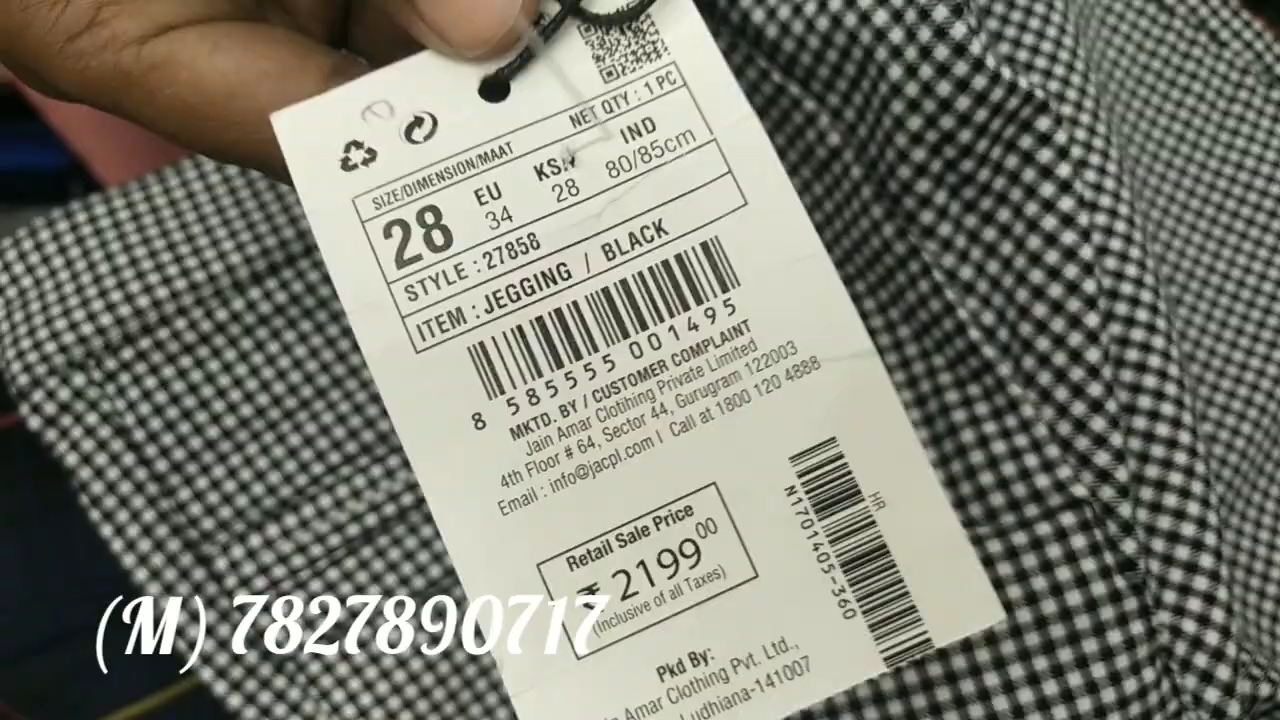 NET QTY : 1 PC
SIZE/DIMENSION/MAAT
28 EU KSA IND
34 28 80/85cm
STYLE : 27858
ITEM : JEGGING / BLACK
8 585555 001495
MKTD. BY / CUSTOMER COMPLAINT
Jain Amar Clotihing Private Limited
4th Floor # 64, Sector 44, Gurugram 122003
Email : info@jacpl.com I Call at 1800 120 4888
HR
N1701405-360
Retail Sale Price
₹ 2199.00
(Inclusive of all Taxes)
(M) 7827890717
Pkd By:
Amar Clothing Pvt. Ltd.,
Ludhiana-141007